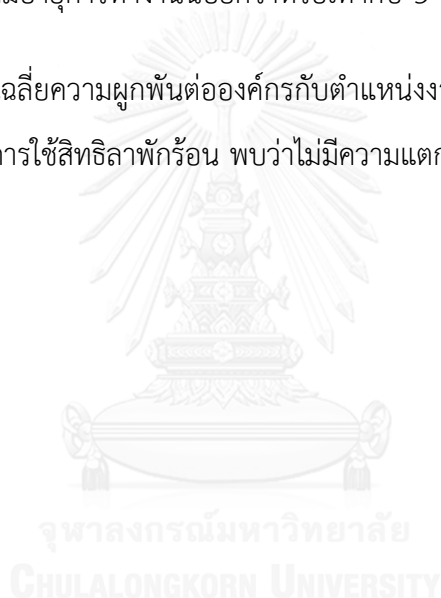 ฉลี่ยความผูกพันต่อองค์กรกับตำแหน่งงา
การใช้สิทธิลาพักร้อน พบว่าไม่มีความแตก
จุฬาลงกรณ์มหาวิทยาลัย
CHULALONGKORN UNIVERSITY